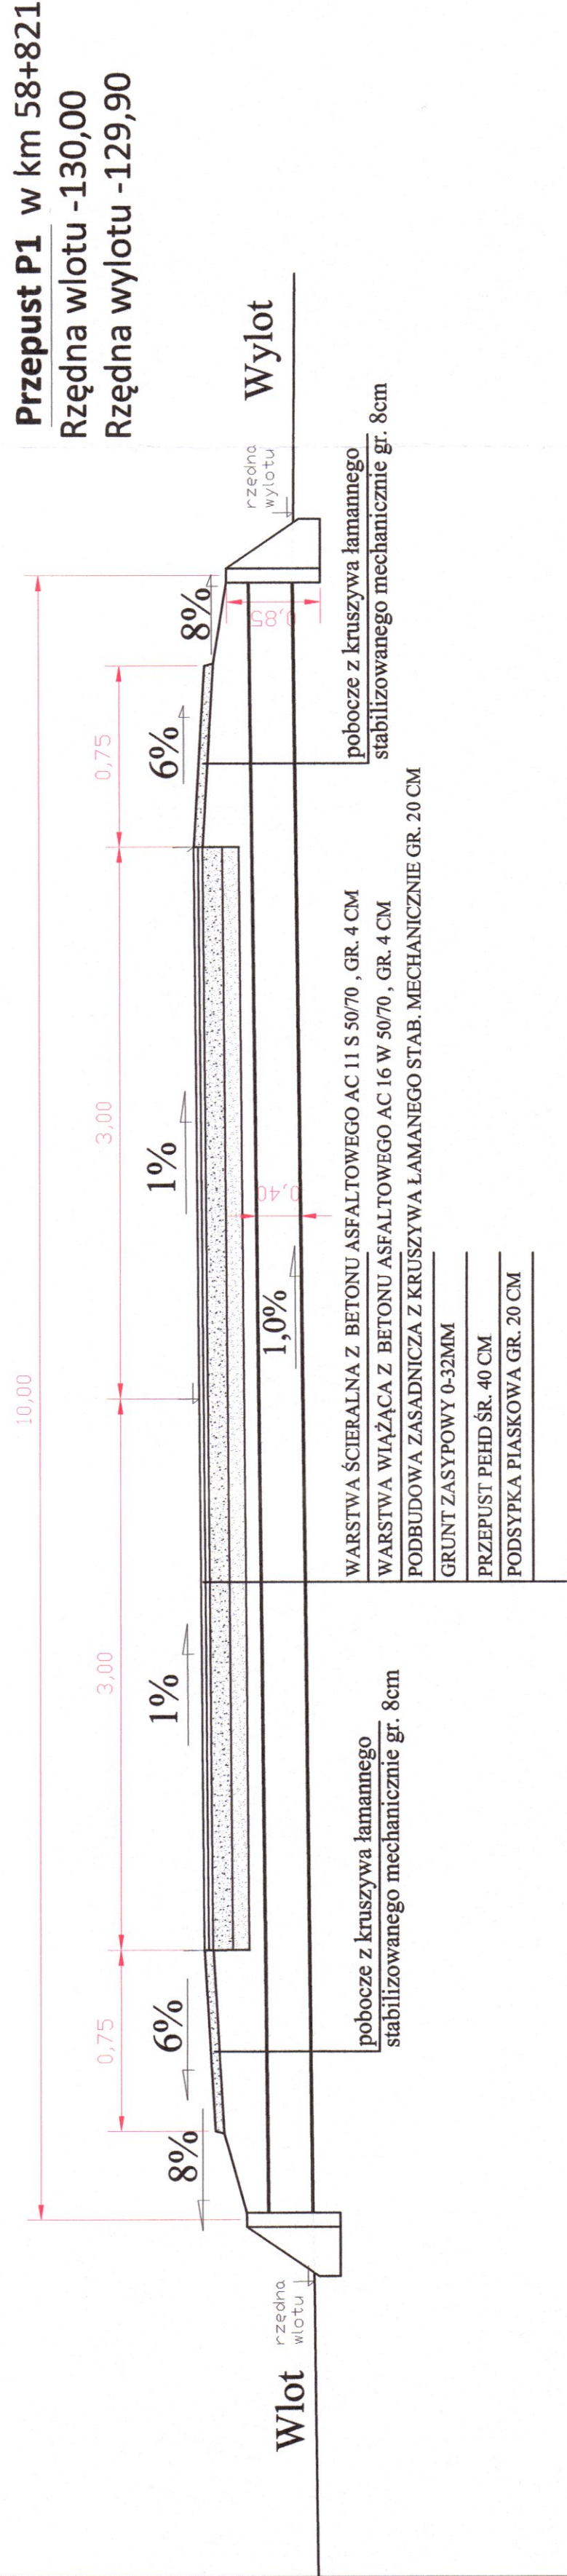 Przepust P1 w km 58+821
Rzędna wlotu -130,00
Rzędna wylotu -129,90
10,00
0,75
3,00
3,00
0,75
8%
6%
1%
1%
6%
8%
Wlot
rzędna
wlotu
1,0%
0,40
0,85
rzędna
wylotu
Wylot
pobocze z kruszywa łamannego
stabilizowanego mechanicznie gr. 8cm
WARSTWA ŚCIERALNA Z BETONU ASFALTOWEGO AC 11 S 50/70 , GR. 4 CM
WARSTWA WIĄŻĄCA Z BETONU ASFALTOWEGO AC 16 W 50/70 , GR. 4 CM
PODBUDOWA ZASADNICZA Z KRUSZYWA ŁAMANEGO STAB. MECHANICZNIE GR. 20 CM
GRUNT ZASYPOWY 0-32MM
PRZEPUST PEHD ŚR. 40 CM
PODSYPKA PIASKOWA GR. 20 CM
pobocze z kruszywa łamannego
stabilizowanego mechanicznie gr. 8cm